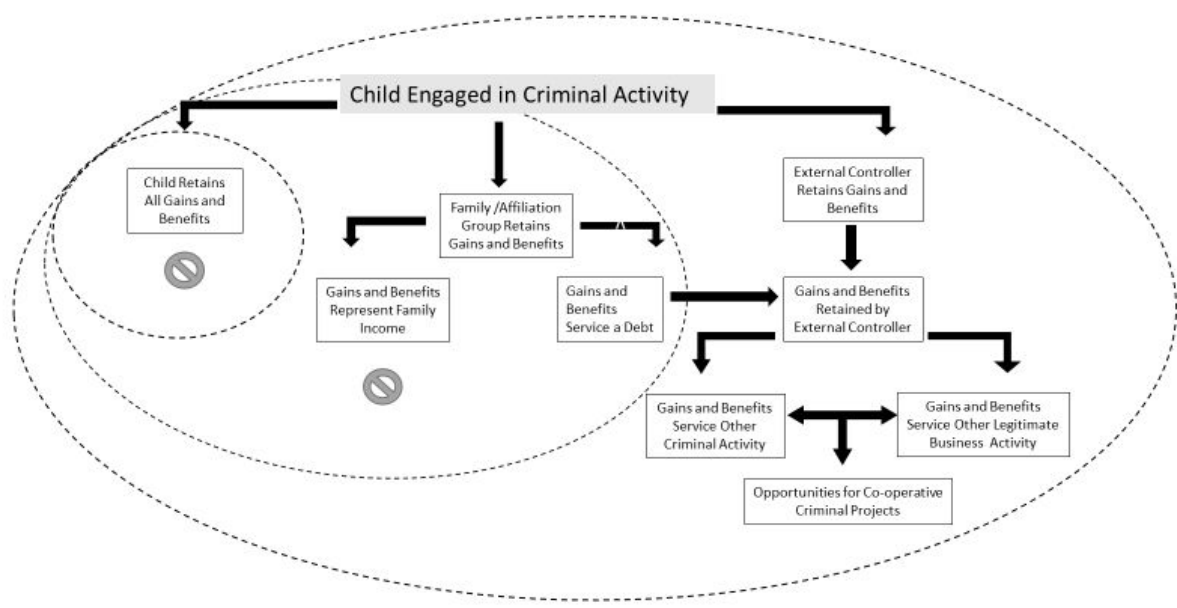 Child Engaged in Criminal Activity
Child Retains
All Gains and
Benefits
Family /Affiliation
Group Retains
Gains and Benefits
External Controller
Retains Gains and
Benefits
Gains and Benefits
Represent Family
Income
Gains and
Benefits
Service a Debt
Gains and Benefits
Retained by
External Controller
Gains and Benefits
Service Other
Criminal Activity
Gains and Benefits
Service Other Legitimate
Business Activity
Opportunities for Co-operative
Criminal Projects